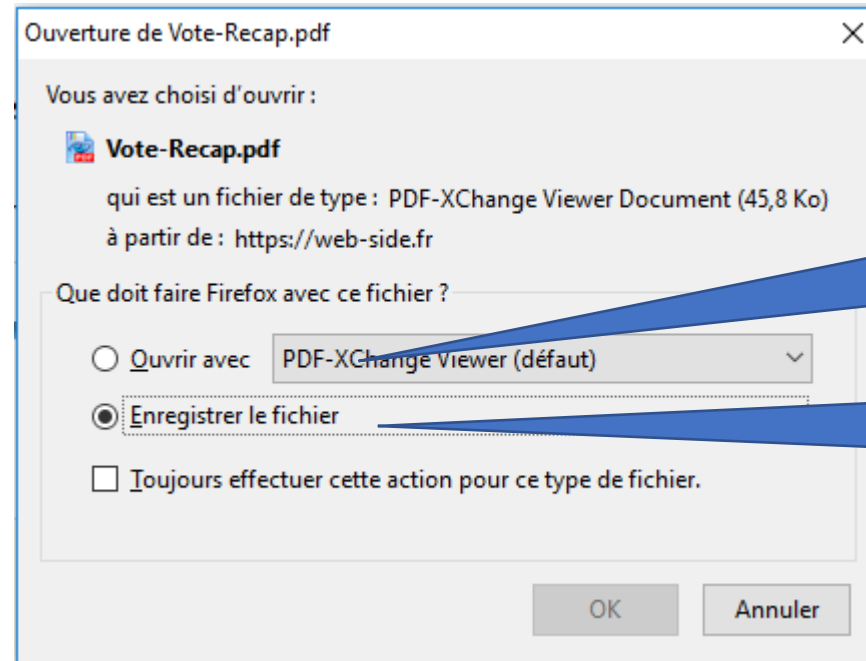 Ouverture de Vote-Recap.pdf
Vous avez choisi d'ouvrir :
Vote-Recap.pdf
qui est un fichier de type : PDF-XChange Viewer Document (45,8 Ko)
à partir de : https://web-side.fr
Que doit faire Firefox avec ce fichier ?
Ouvrir avec PDF-XChange Viewer (défaut)
Enregistrer le fichier
Toujours effectuer cette action pour ce type de fichier.
OK Annuler